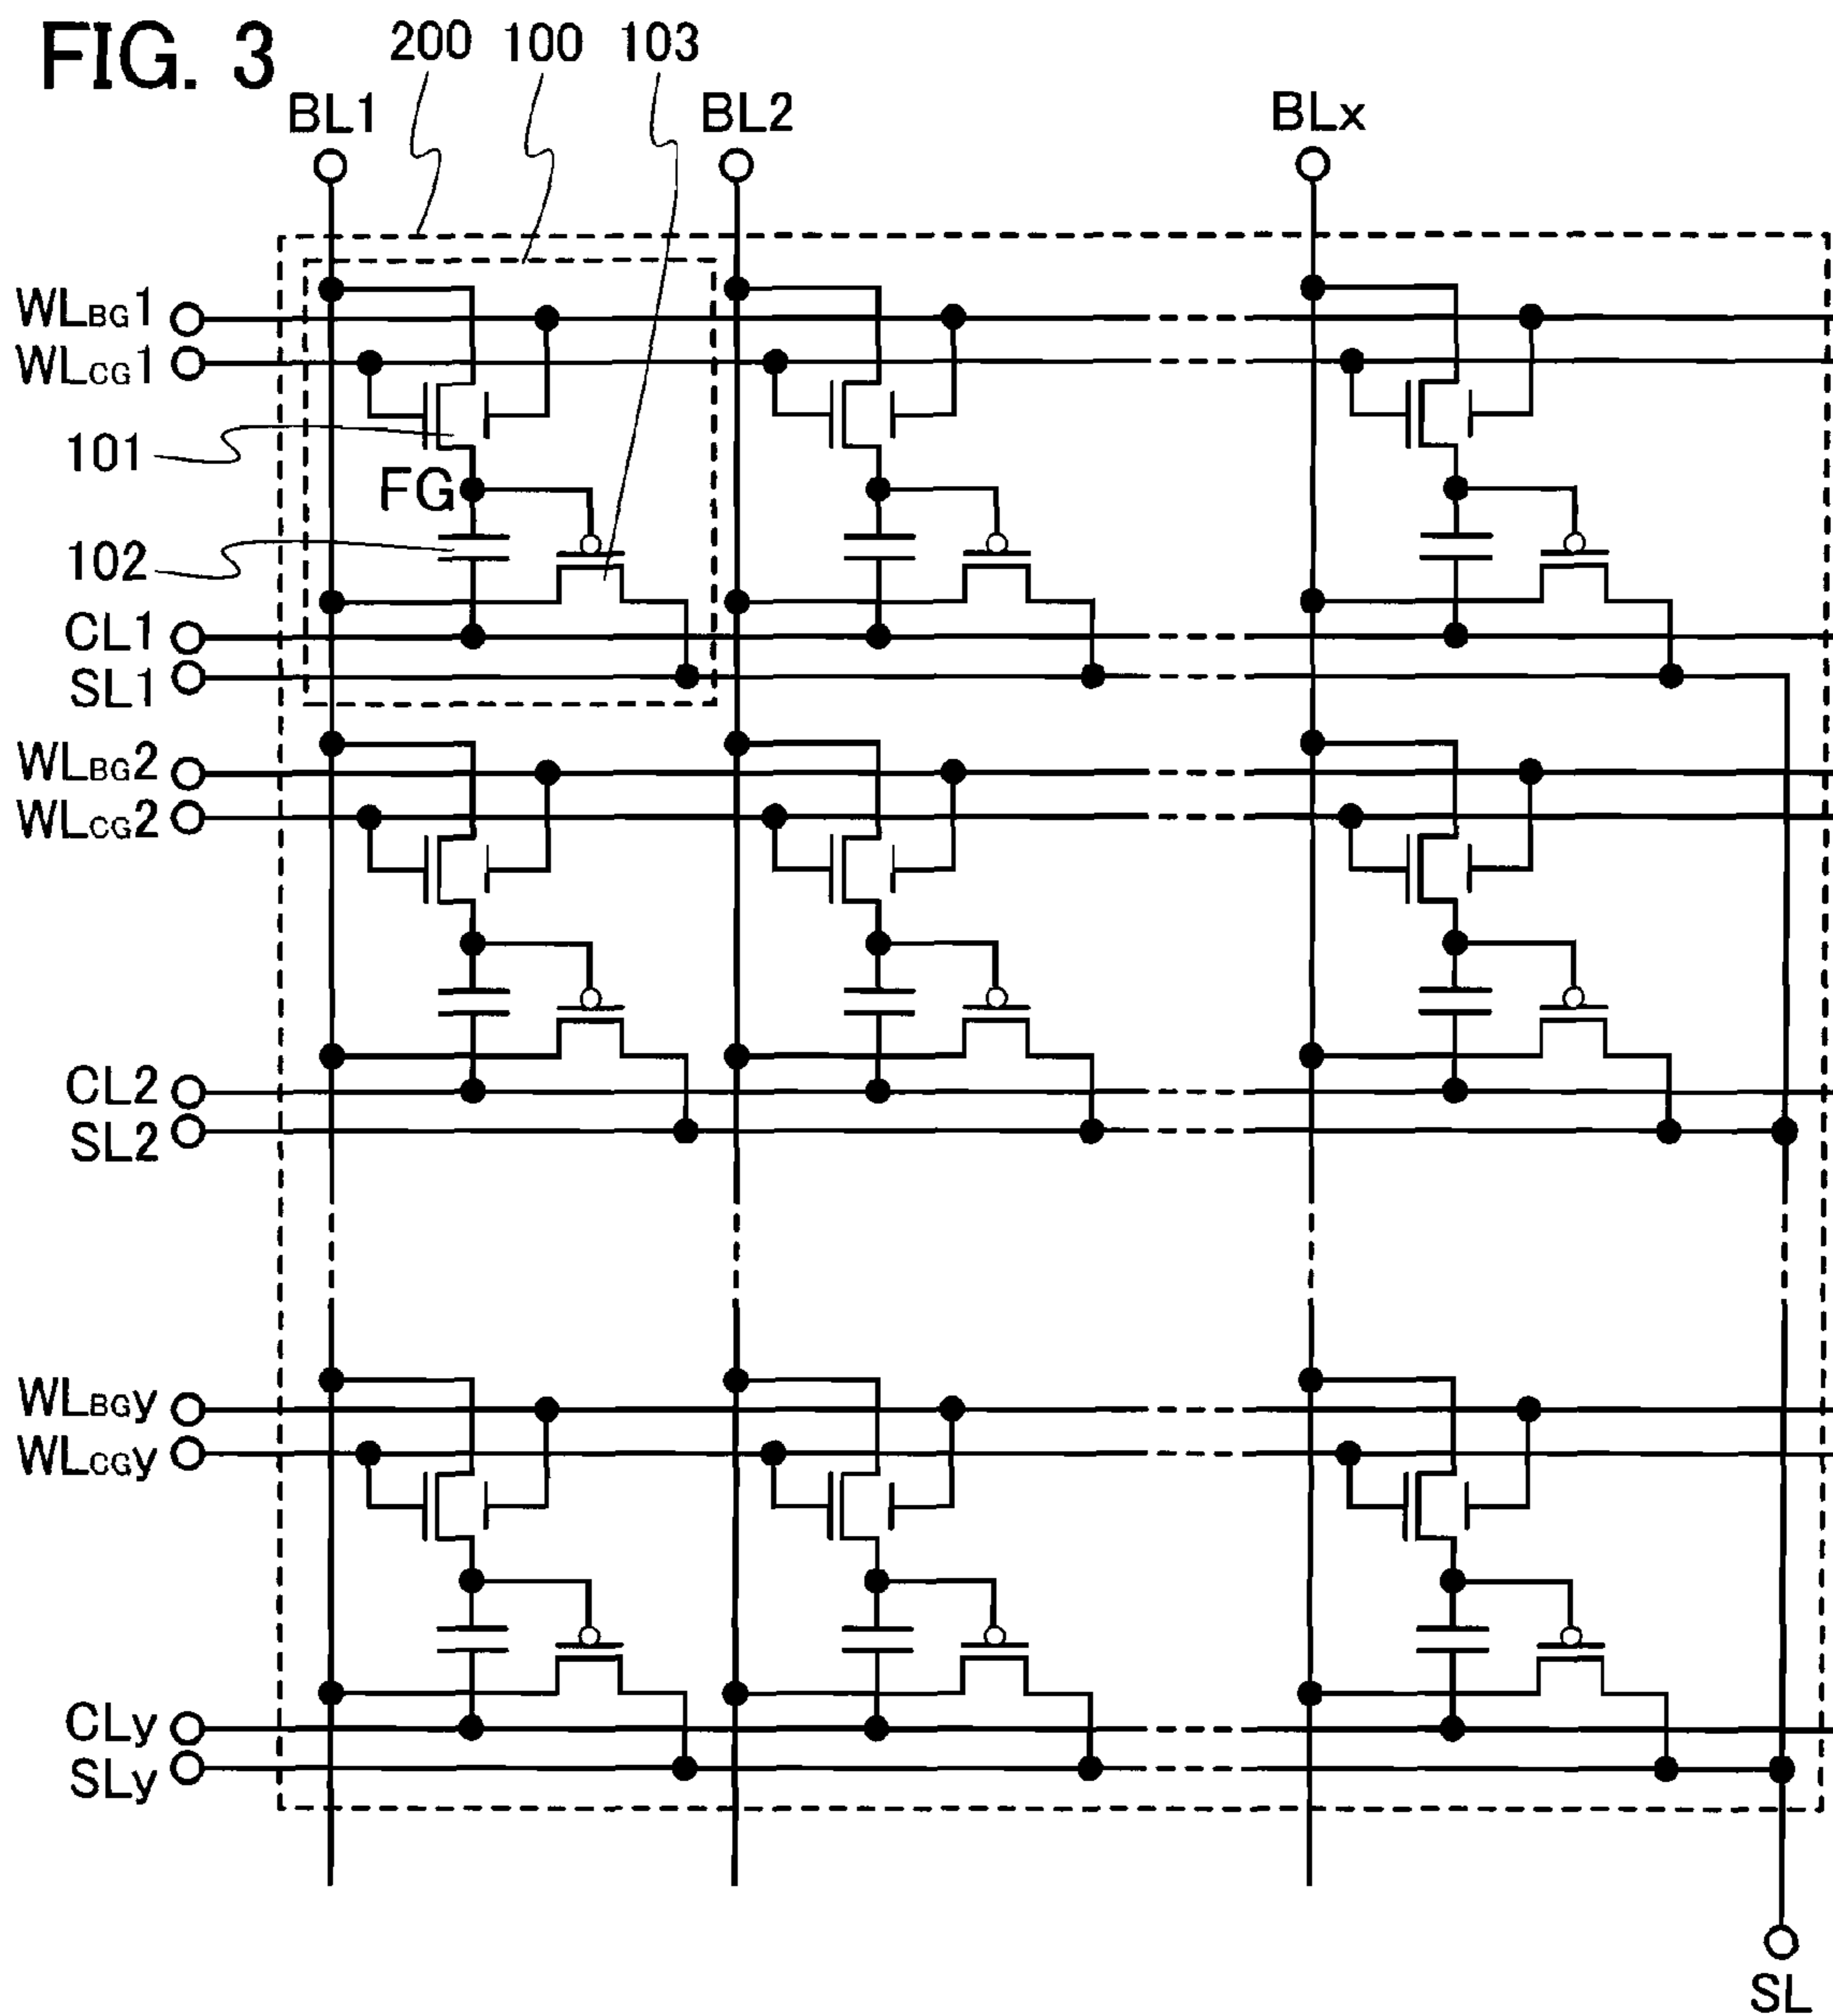 FIG. 3
200 100 103
BL1 BL2 BLx
WLBG1
WLCG1
101
FG
102
CL1
SL1
WLBG2
WLCG2
CL2
SL2
WLBGy
WLCGy
CLy
SLy
SL